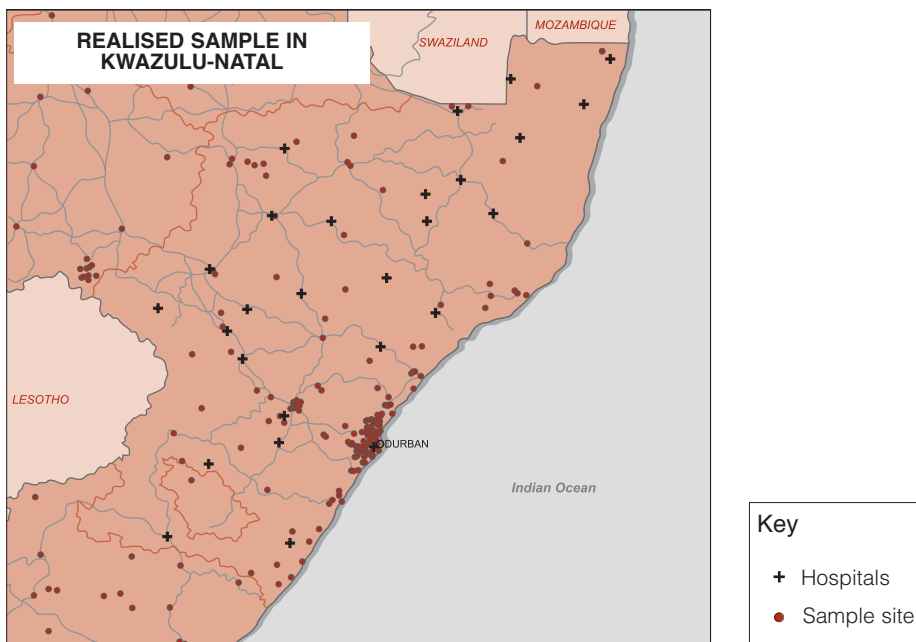 REALISED SAMPLE IN
KWAZULU-NATAL
MOZAMBIQUE
SWAZILAND
LESOTHO
DURBAN
Indian Ocean
Key
Hospitals
Sample site